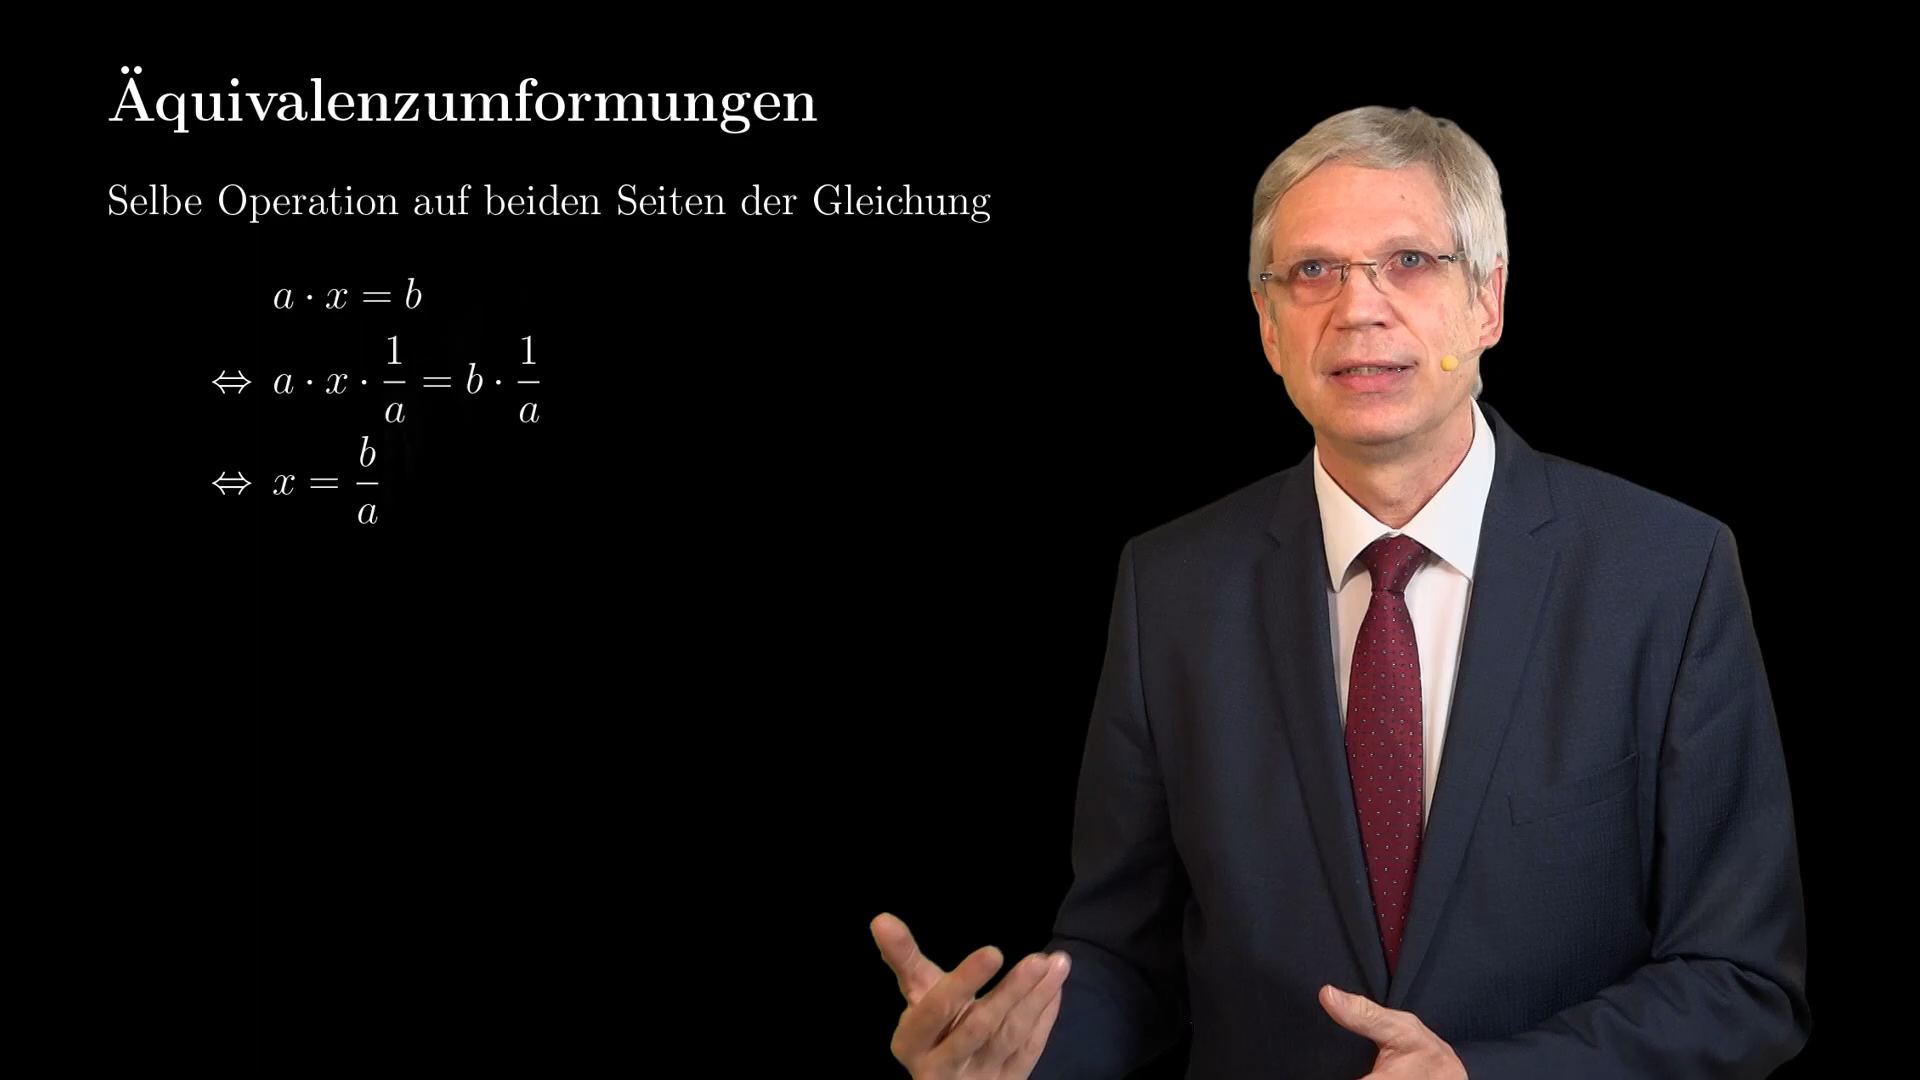 Äquivalenzumformungen
Selbe Operation auf beiden Seiten der Gleichung
a · x = b
⇔ a · x · 1/a = b · 1/a
⇔ x = b/a